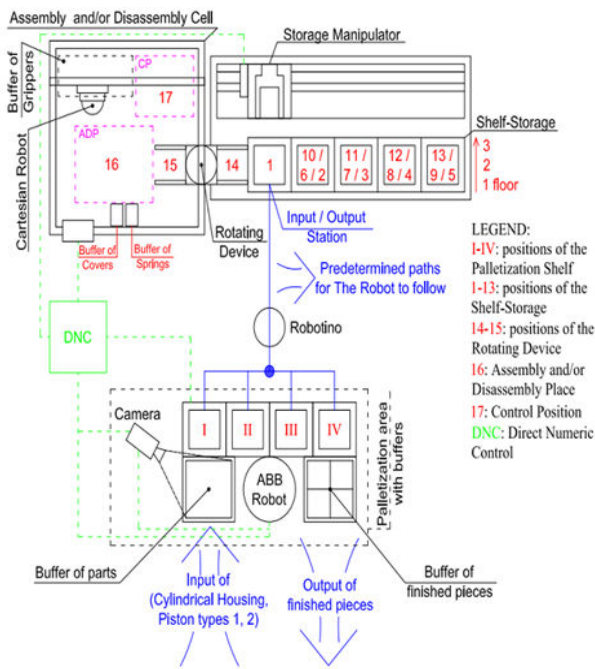 Assembly and/or Disassembly Cell
Storage Manipulator
Buffer of
Grippers
CP
17
Cartesian Robot
ADP
16
15
14
1
10 /
6 / 2
11 /
7 / 3
12 /
8 / 4
13 /
9 / 5
Shelf-Storage
3
2
1 floor
Buffer of
Covers
Buffer of
Springs
Rotating
Device
Input / Output
Station
Predetermined paths
for The Robot to follow
Robotino
LEGEND:
I-IV: positions of the
Palletization Shelf
1-13: positions of the
Shelf-Storage
14-15: positions of the
Rotating Device
16: Assembly and/or
Disassembly Place
17: Control Position
DNC: Direct Numeric
Control
DNC
Camera
I
II
III
IV
ABB
Robot
Palletization area
with buffers
Buffer of parts
Input of
(Cylindrical Housing,
Piston types 1, 2)
Output of
finished pieces
Buffer of
finished pieces